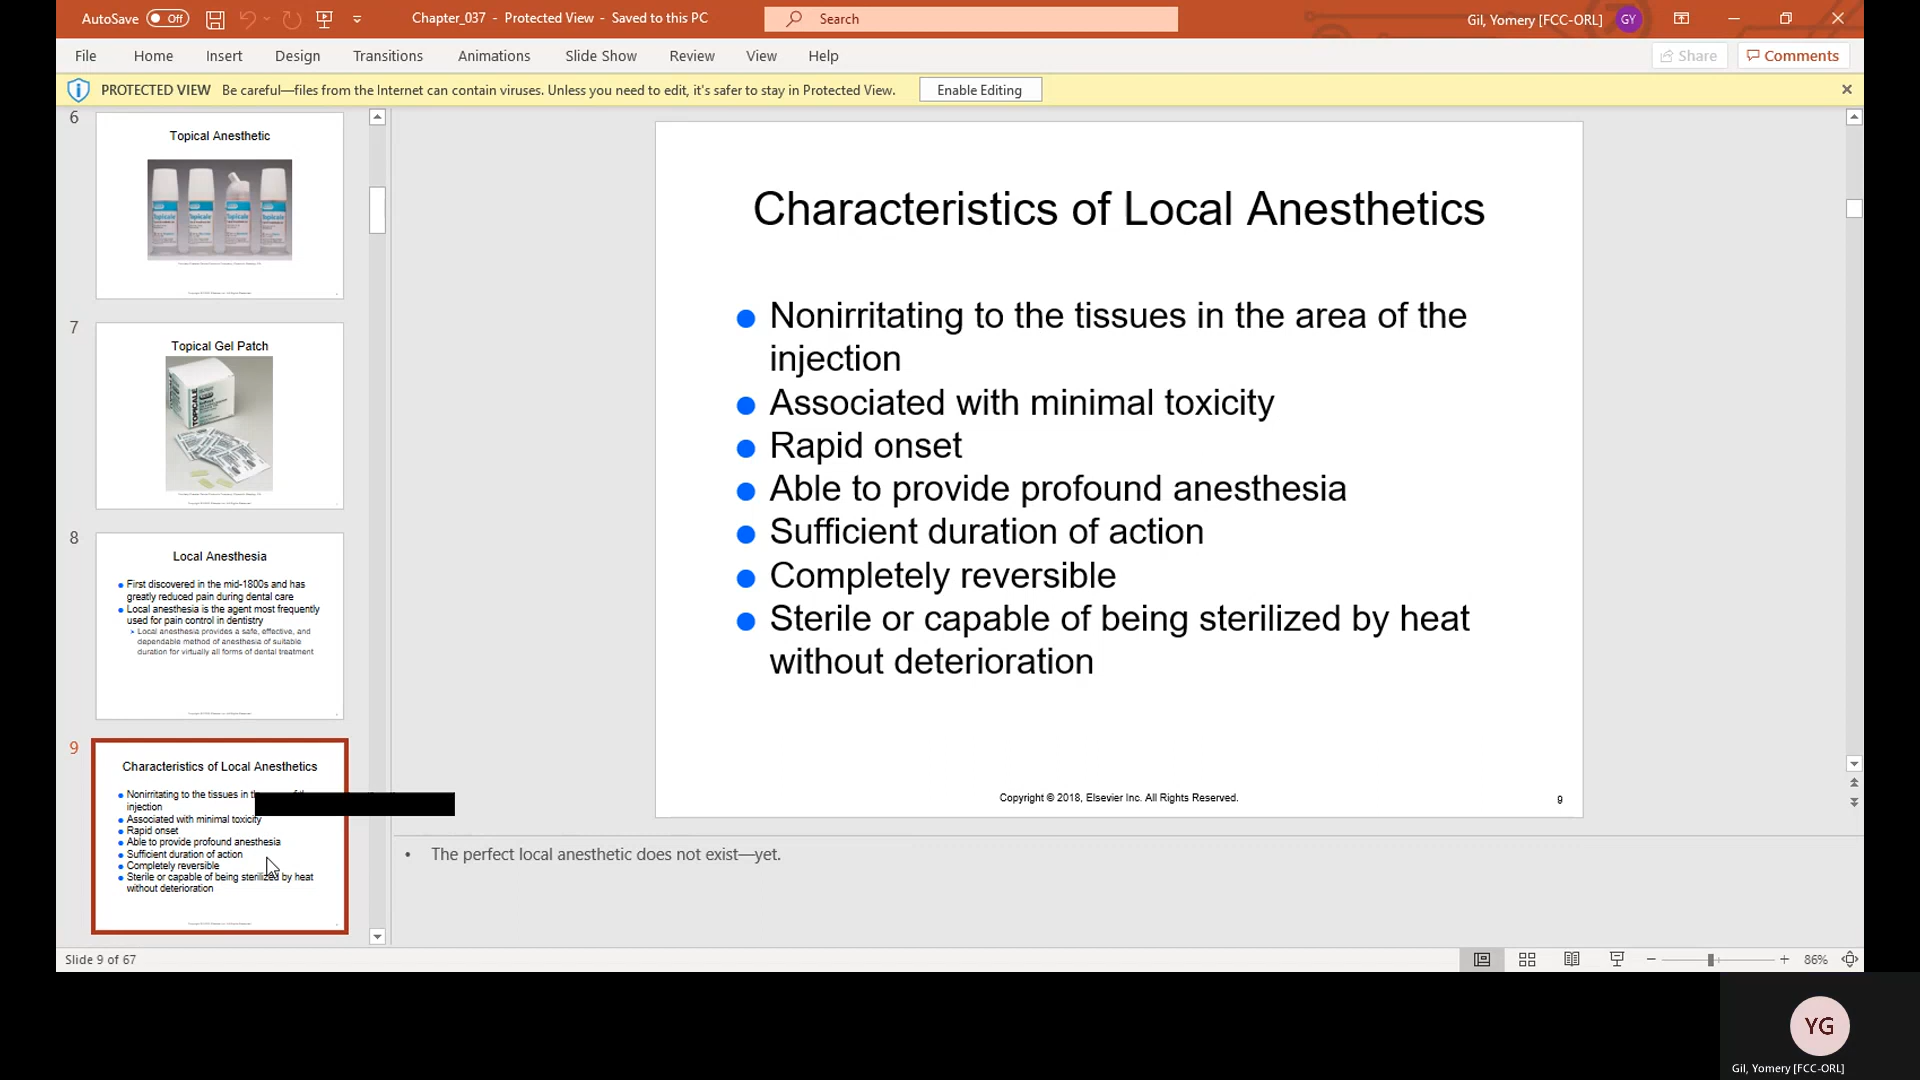 AutoSave Off Chapter_037 - Protected View - Saved to this PC Search Gil, Yomery [FCC-ORL] GY
File Home Insert Design Transitions Animations Slide Show Review View Help Share Comments
PROTECTED VIEW Be careful—files from the Internet can contain viruses. Unless you need to edit, it's safer to stay in Protected View. Enable Editing
6
Topical Anesthetic
7
Topical Gel Patch
TOPICALE
8
Local Anesthesia
First discovered in the mid-1800s and has
greatly reduced pain during dental care
Local anesthesia is the agent most frequently
used for pain control in dentistry
Local anesthesia provides a safe, effective, and
dependable method of anesthesia of suitable
duration for virtually all forms of dental treatment
9
Characteristics of Local Anesthetics
Nonirritating to the tissues in
injection
Associated with minimal toxicity
Rapid onset
Able to provide profound anesthesia
Sufficient duration of action
Completely reversible
Sterile or capable of being sterilized by heat
without deterioration
Characteristics of Local Anesthetics
Nonirritating to the tissues in the area of the
injection
Associated with minimal toxicity
Rapid onset
Able to provide profound anesthesia
Sufficient duration of action
Completely reversible
Sterile or capable of being sterilized by heat
without deterioration
Copyright © 2018, Elsevier Inc. All Rights Reserved. 9
• The perfect local anesthetic does not exist—yet.
Slide 9 of 67 86%
YG
Gil, Yomery [FCC-ORL]